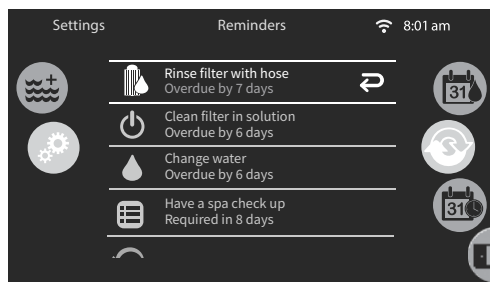 Settings
Reminders
8:01 am
Rinse filter with hose
Overdue by 7 days
31
Clean filter in solution
Overdue by 6 days
Change water
Overdue by 6 days
Have a spa check up
Required in 8 days
31